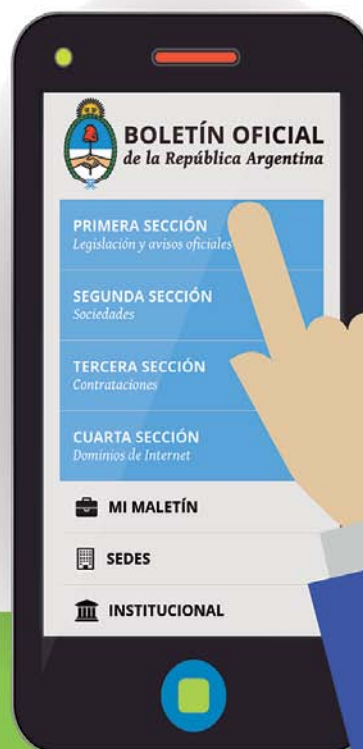 BOLETÍN OFICIAL
de la República Argentina
PRIMERA SECCIÓN
Legislación y avisos oficiales
SEGUNDA SECCIÓN
Sociedades
TERCERA SECCIÓN
Contrataciones
CUARTA SECCIÓN
Dominios de Internet
MI MALETÍN
SEDES
INSTITUCIONAL